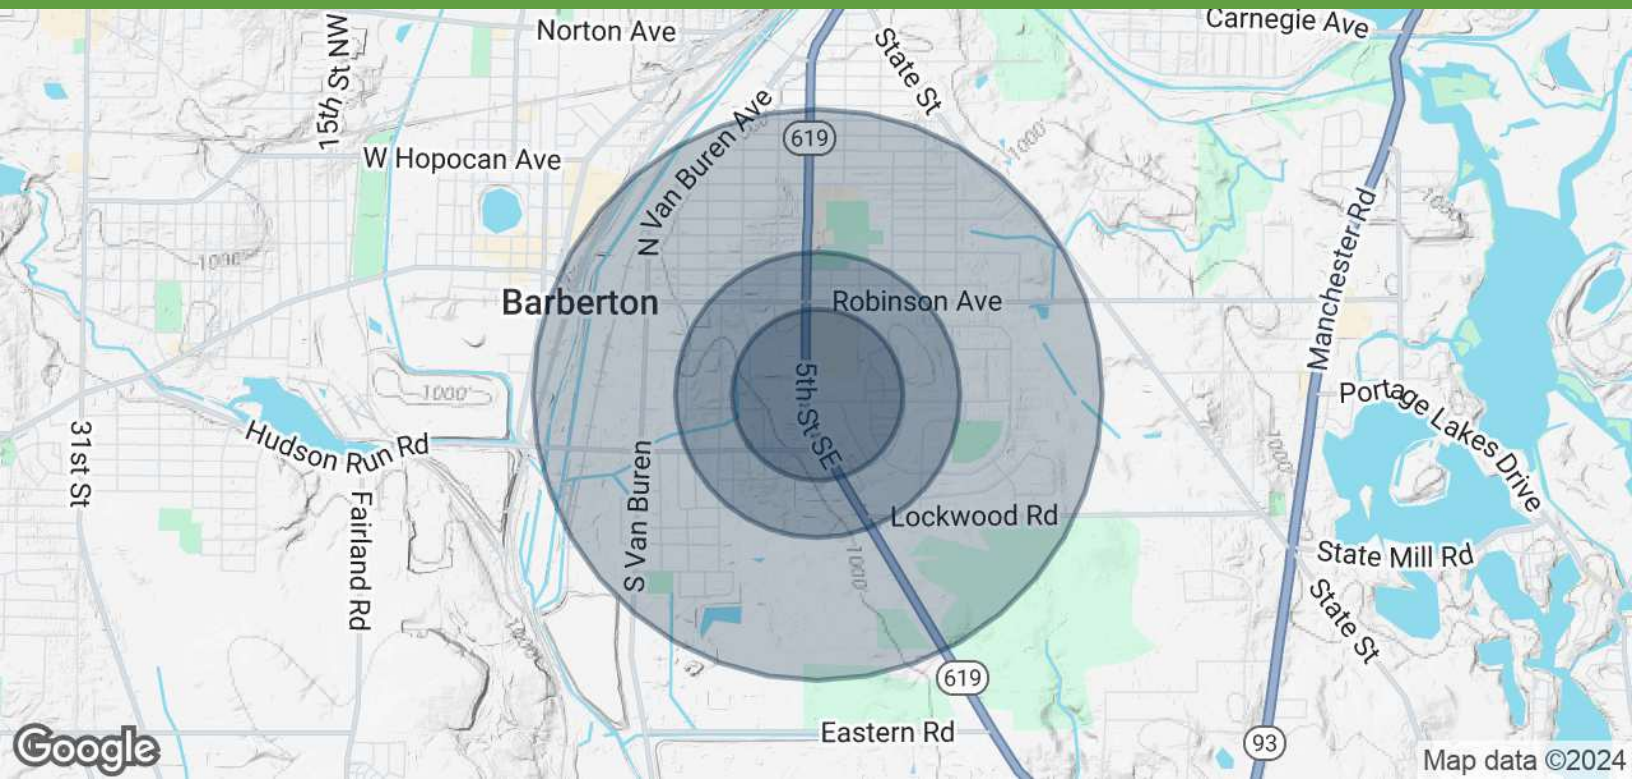 Norton Ave
State St
Carnegie Ave
15th St NW
619
W Hopocan Ave
1000'
N Van Buren Ave
Manchester Rd
1000'
1000'
Barberton
Robinson Ave
5th St SE
1000'
Portage Lakes Drive
31st St
Hudson Run Rd
S Van Buren
1000'
Lockwood Rd
Fairland Rd
1000'
State Mill Rd
State St
619
Eastern Rd
93
Google
Map data ©2024